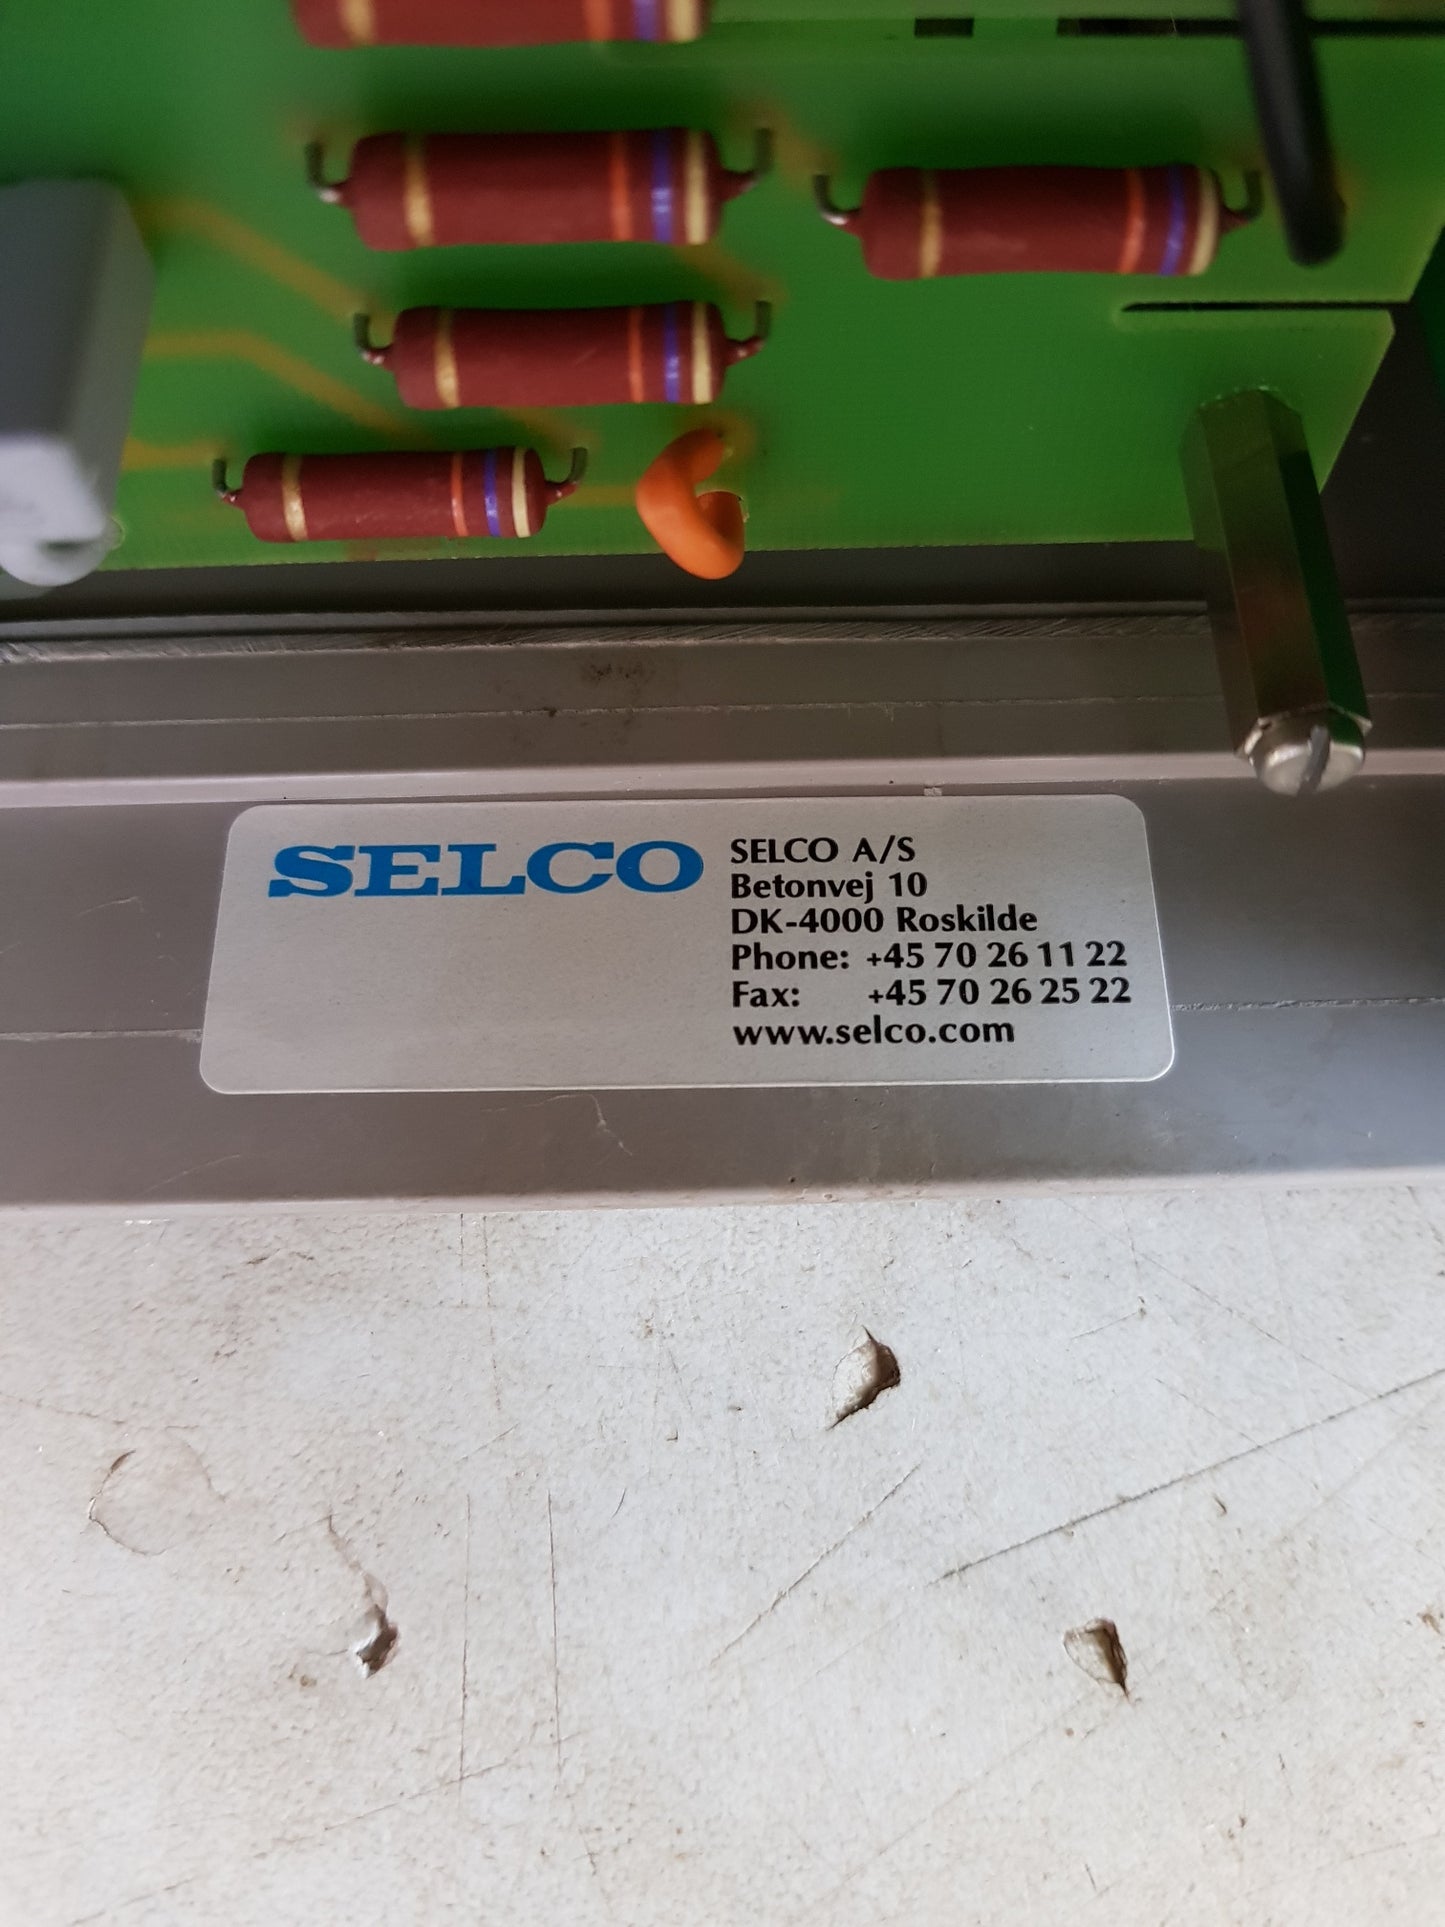 SELCO
SELCO A/S
Betonvej 10
DK-4000 Roskilde
Phone: +45 70 26 11 22
Fax: +45 70 26 25 22
www.selco.com